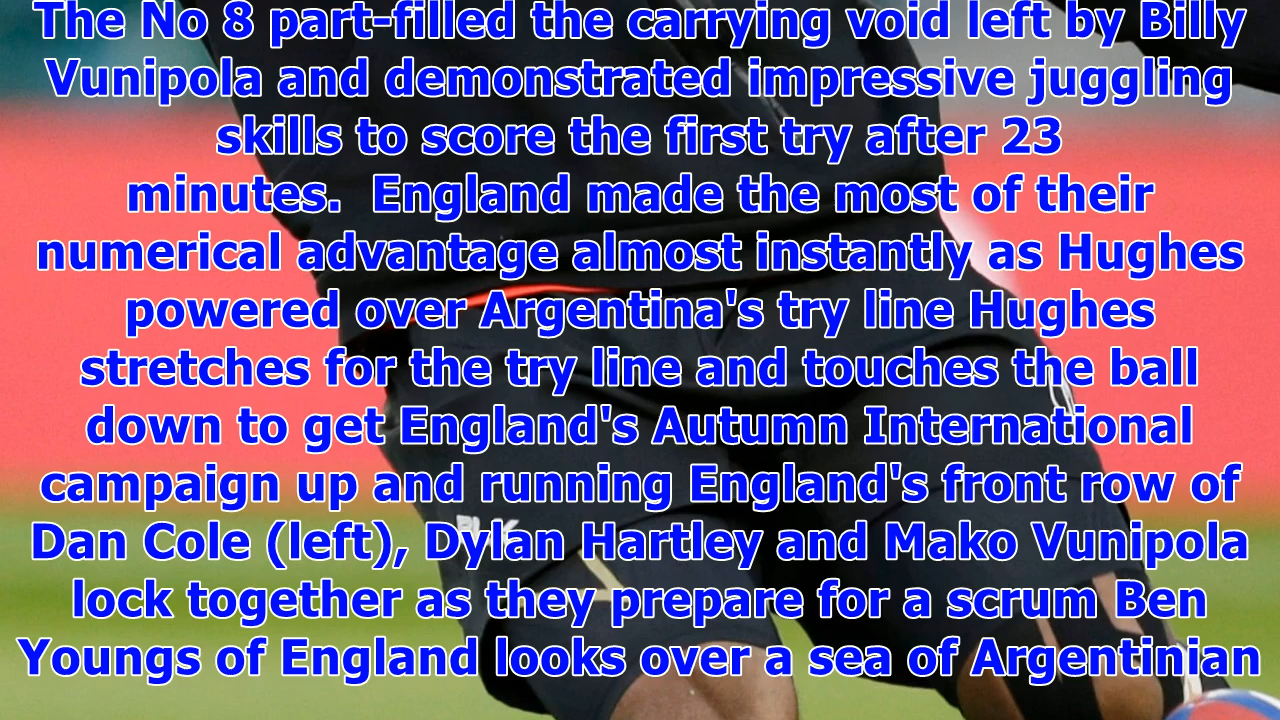 The No 8 part-filled the carrying void left by Billy
Vunipola and demonstrated impressive juggling
skills to score the first try after 23
minutes.  England made the most of their
numerical advantage almost instantly as Hughes
powered over Argentina's try line Hughes
stretches for the try line and touches the ball
down to get England's Autumn International
campaign up and running England's front row of
Dan Cole (left), Dylan Hartley and Mako Vunipola
lock together as they prepare for a scrum Ben
Youngs of England looks over a sea of Argentinian
BLK